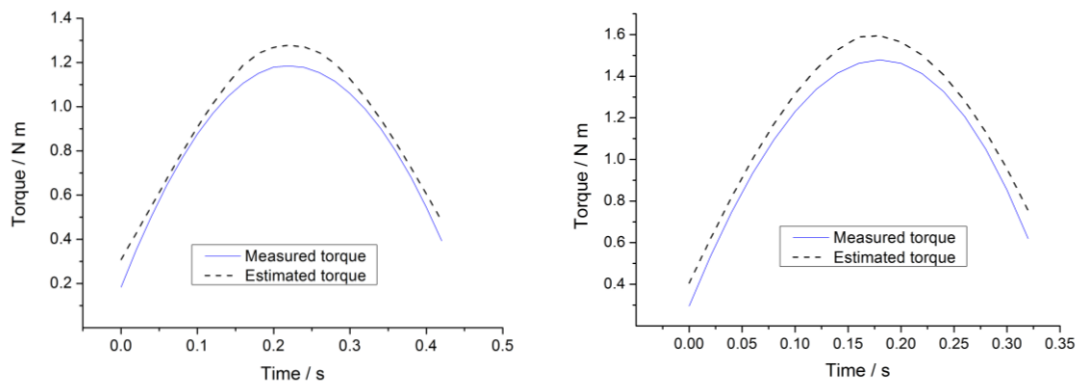 1.4
1.2
1.0
0.8
0.6
0.4
0.2
Torque / N m
Measured torque
Estimated torque
0.0 0.1 0.2 0.3 0.4 0.5
Time / s
1.6
1.4
1.2
1.0
0.8
0.6
0.4
Torque / N m
Measured torque
Estimated torque
0.00 0.05 0.10 0.15 0.20 0.25 0.30 0.35
Time / s